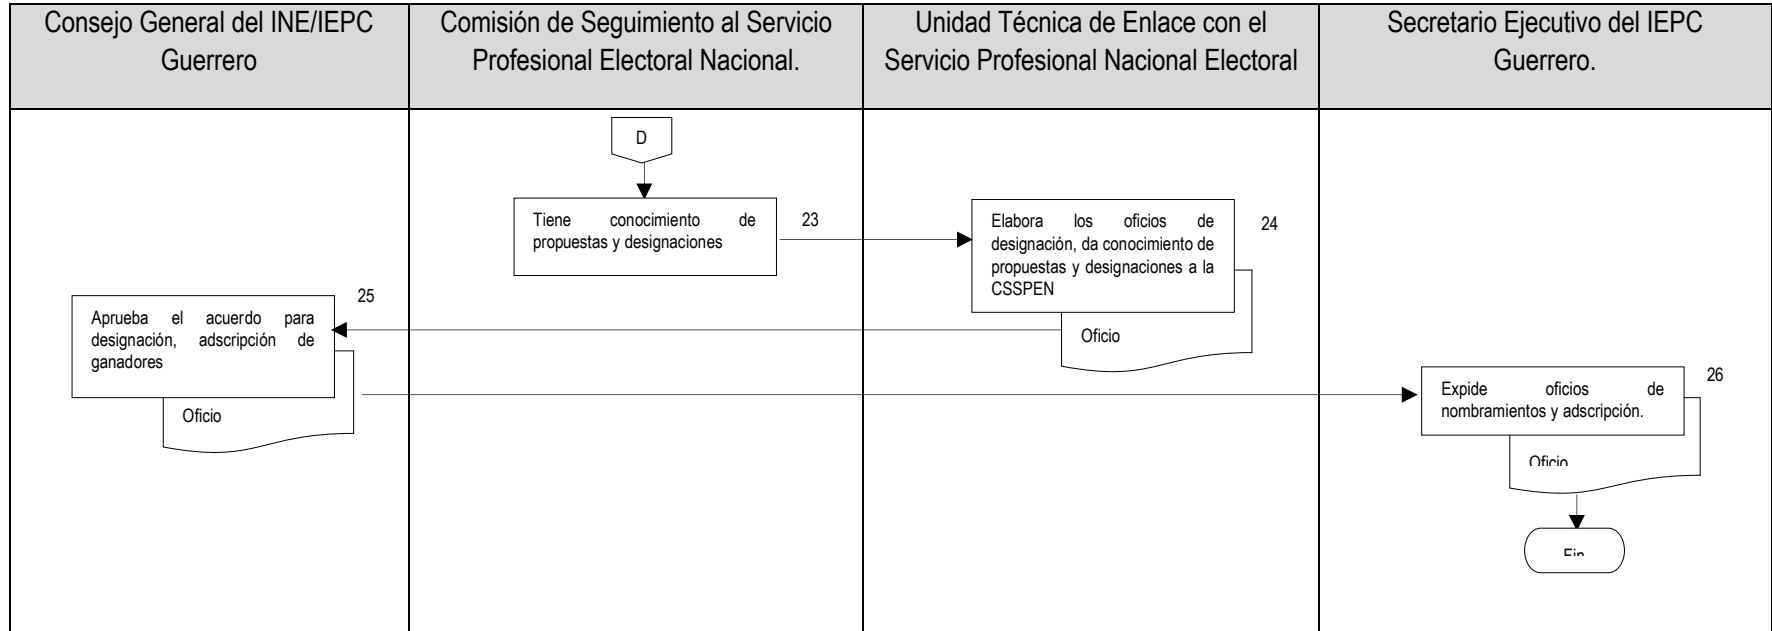 Consejo General del INE/IEPC
Guerrero
Comisión de Seguimiento al Servicio
Profesional Electoral Nacional.
Unidad Técnica de Enlace con el
Servicio Profesional Nacional Electoral
Secretario Ejecutivo del IEPC
Guerrero.
D
Tiene conocimiento de
propuestas y designaciones
23
Elabora los oficios de
designación, da conocimiento de
propuestas y designaciones a la
CSSPEN
24
Oficio
Aprueba el acuerdo para
designación, adscripción de
ganadores
25
Oficio
Expide oficios de
nombramientos y adscripción.
26
Oficio
Fin